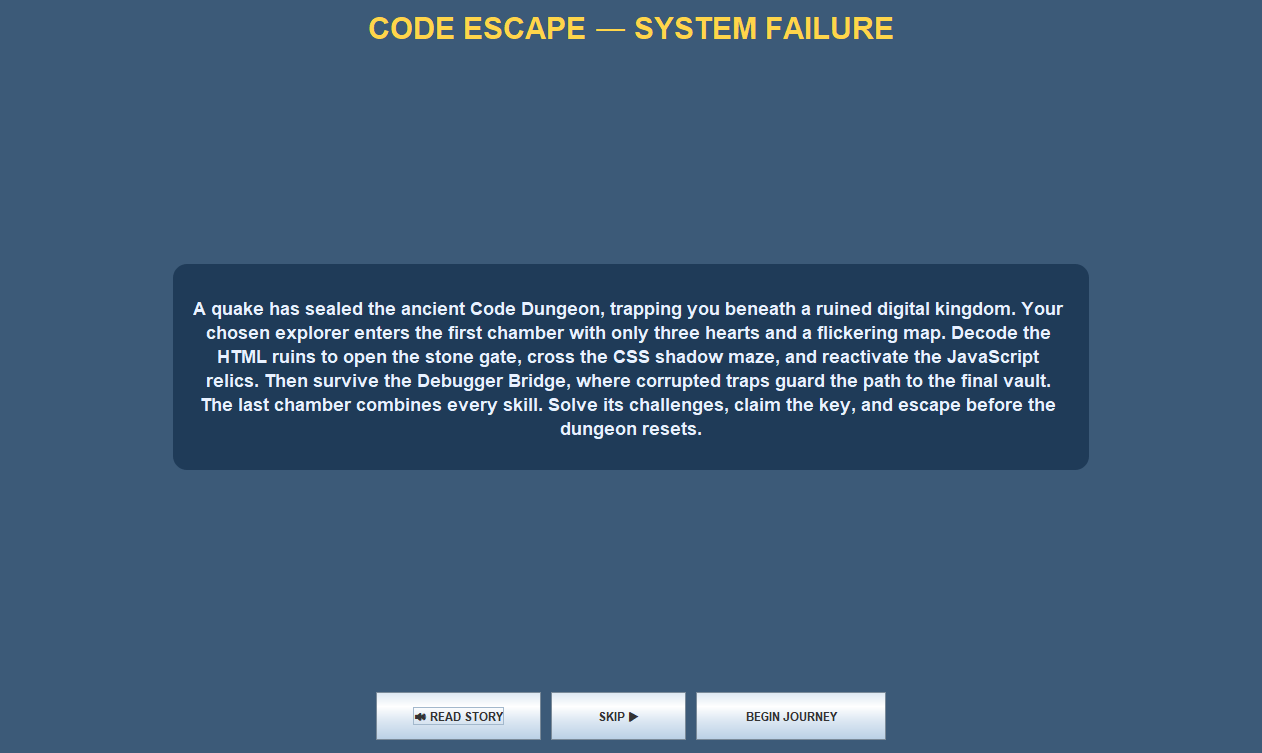 CODE ESCAPE — SYSTEM FAILURE
A quake has sealed the ancient Code Dungeon, trapping you beneath a ruined digital kingdom. Your
chosen explorer enters the first chamber with only three hearts and a flickering map. Decode the
HTML ruins to open the stone gate, cross the CSS shadow maze, and reactivate the JavaScript
relics. Then survive the Debugger Bridge, where corrupted traps guard the path to the final vault.
The last chamber combines every skill. Solve its challenges, claim the key, and escape before the
dungeon resets.
🔊 READ STORY
SKIP ▶
BEGIN JOURNEY